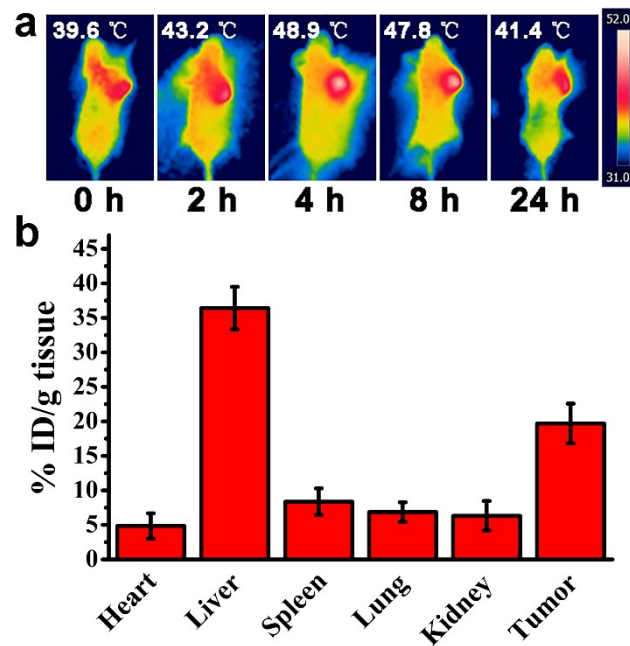 a
39.6 ℃ 43.2 ℃ 48.9 ℃ 47.8 ℃ 41.4 ℃
52.0
31.0
0 h 2 h 4 h 8 h 24 h
b
% ID/g tissue
45
40
35
30
25
20
15
10
5
0
Heart Liver Spleen Lung Kidney Tumor